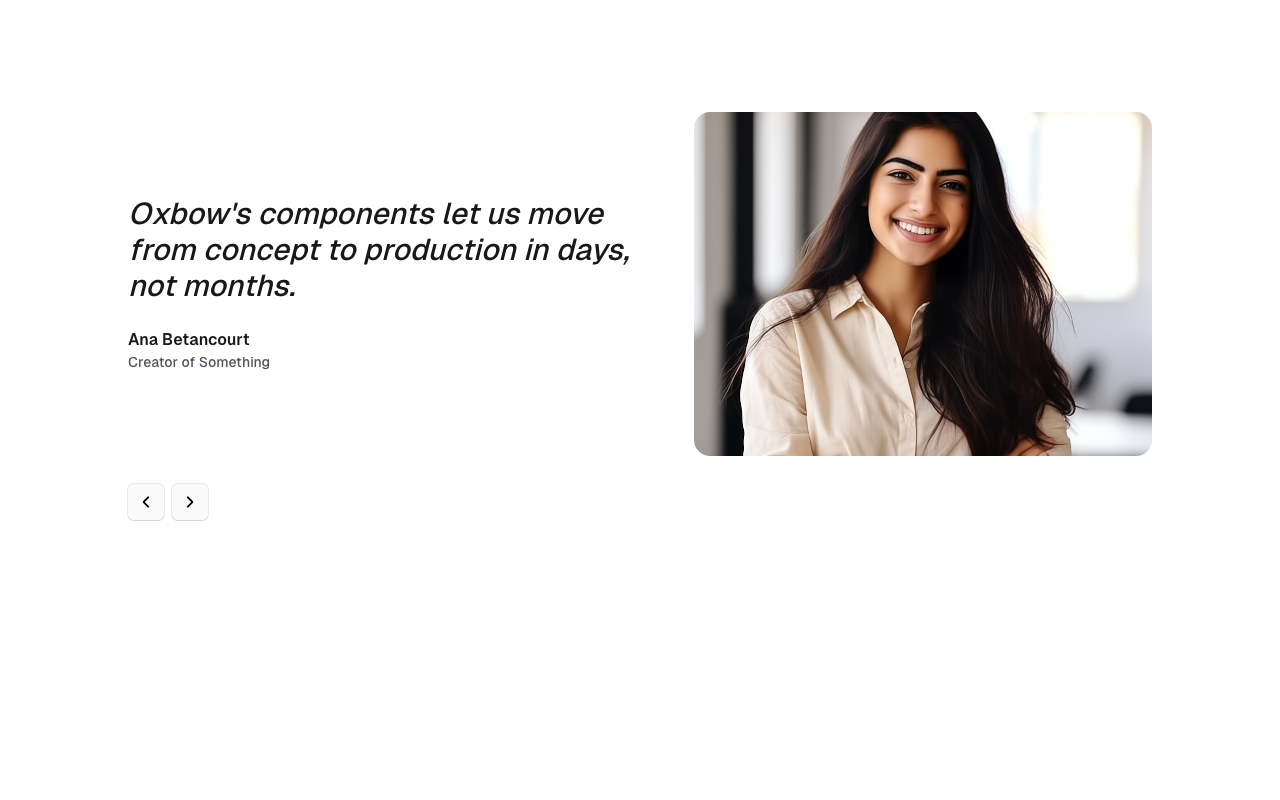 Oxbow's components let us move
from concept to production in days,
not months.
Ana Betancourt
Creator of Something